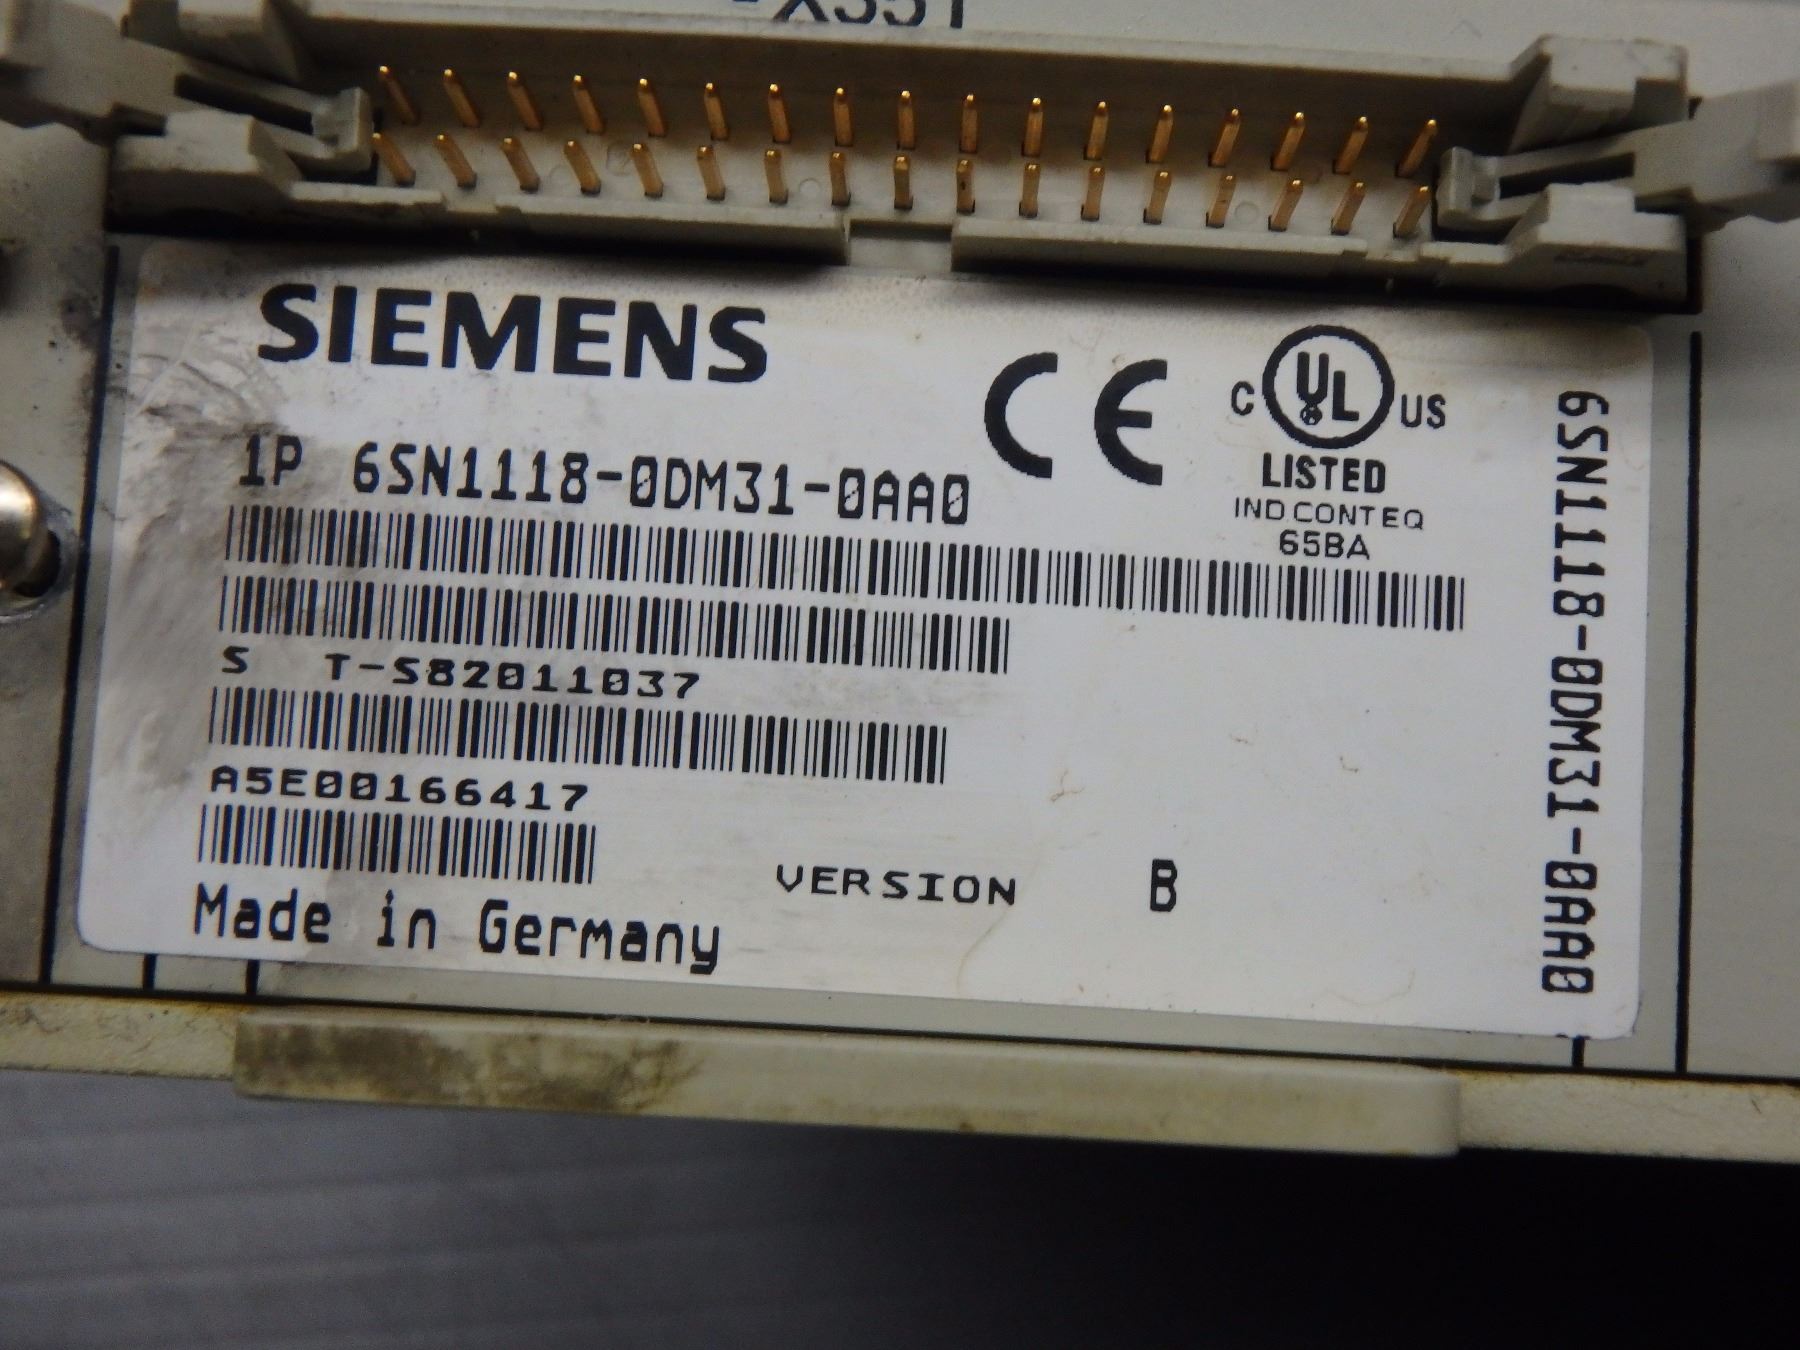 -X351
SIEMENS
CE
C UL US
LISTED
IND.CONT.EQ
65BA
1P 6SN1118-0DM31-0AA0
S T-S82011037
A5E00166417
VERSION B
Made in Germany
6SN1118-0DM31-0AA0